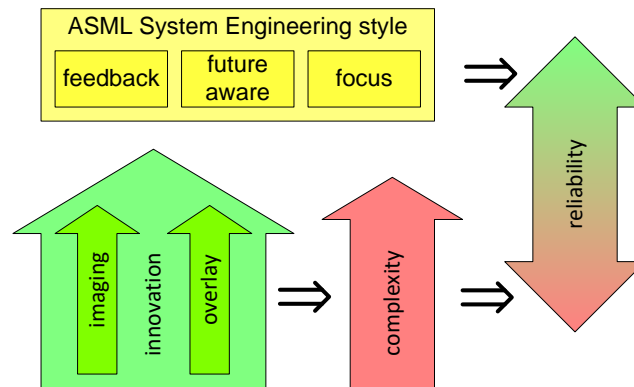 ASML System Engineering style
feedback
future
aware
focus
imaging
innovation
overlay
complexity
reliability